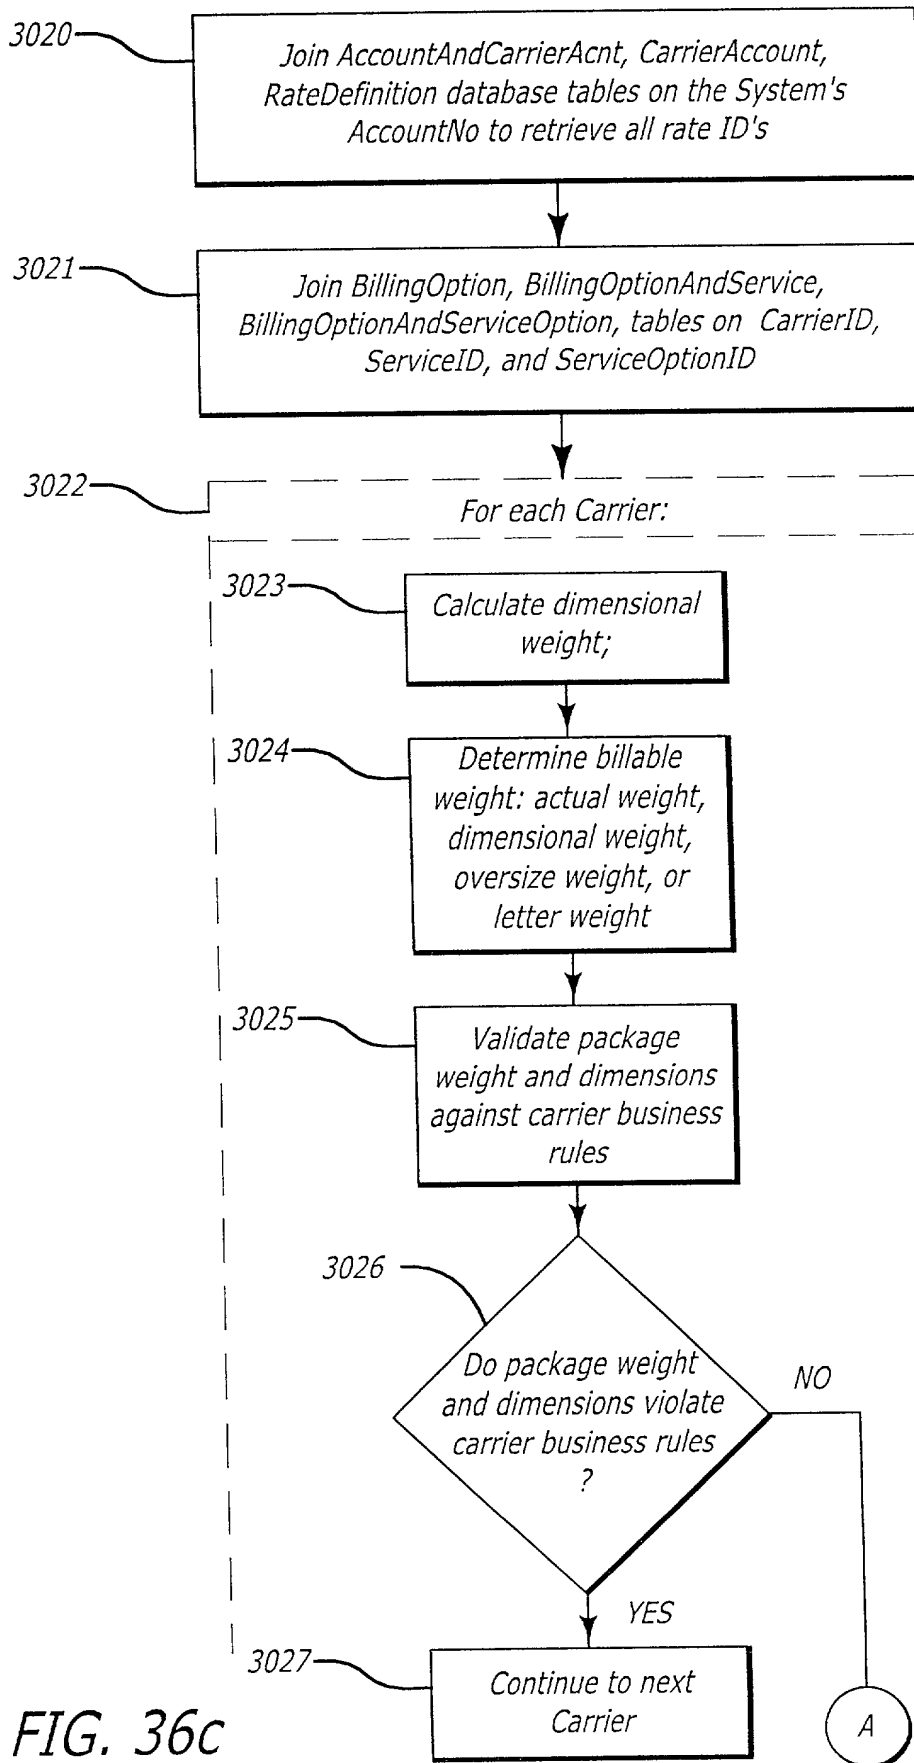 3020
Join AccountAndCarrierAcnt, CarrierAccount,
RateDefinition database tables on the System's
AccountNo to retrieve all rate ID's
3021
Join BillingOption, BillingOptionAndService,
BillingOptionAndServiceOption, tables on CarrierID,
ServiceID, and ServiceOptionID
3022
For each Carrier:
3023
Calculate dimensional
weight;
3024
Determine billable
weight: actual weight,
dimensional weight,
oversize weight, or
letter weight
3025
Validate package
weight and dimensions
against carrier business
rules
3026
Do package weight
and dimensions violate
carrier business rules
?
NO
YES
3027
Continue to next
Carrier
A
FIG. 36c